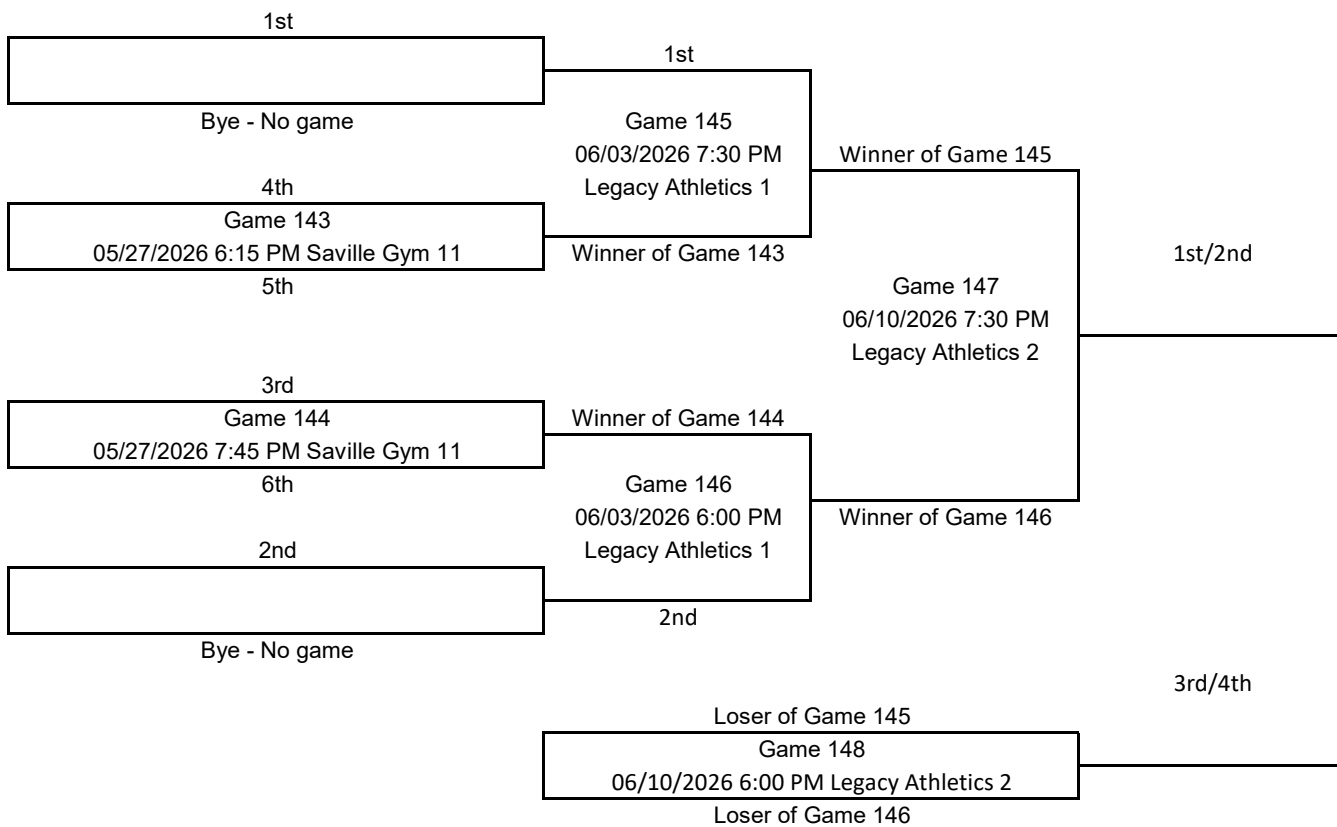 1st
Bye - No game
4th
Game 143
05/27/2026 6:15 PM Saville Gym 11
5th
3rd
Game 144
05/27/2026 7:45 PM Saville Gym 11
6th
2nd
Bye - No game
1st
Game 145
06/03/2026 7:30 PM
Legacy Athletics 1
Winner of Game 143
Winner of Game 144
Game 146
06/03/2026 6:00 PM
Legacy Athletics 1
2nd
Winner of Game 145
Game 147
06/10/2026 7:30 PM
Legacy Athletics 2
Winner of Game 146
1st/2nd
Loser of Game 145
Game 148
06/10/2026 6:00 PM Legacy Athletics 2
Loser of Game 146
3rd/4th